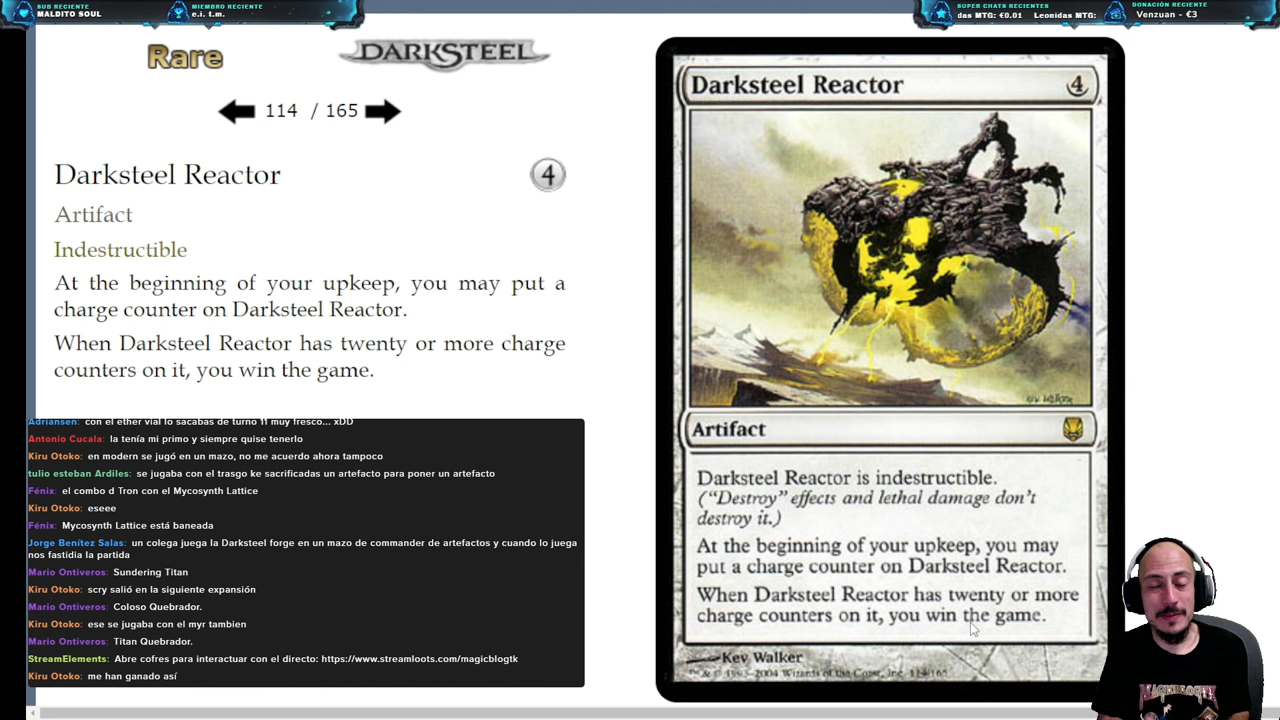 SUB RECIENTE
MALDITO SOUL
MIEMBRO RECIENTE
e.i. t.m.
SUPER CHATS RECIENTES
das MTG: €0.01 Leonidas MTG:
DONACIÓN RECIENTE
Venzuan - €3
Rare
DARKSTEEL
114 / 165
Darksteel Reactor
4
Artifact
Indestructible
At the beginning of your upkeep, you may put a
charge counter on Darksteel Reactor.
When Darksteel Reactor has twenty or more charge
counters on it, you win the game.
Adriansen: con el ether vial lo sacabas de turno 11 muy fresco... xDD
Antonio Cucala: la tenía mi primo y siempre quise tenerlo
Kiru Otoko: en modern se jugó en un mazo, no me acuerdo ahora tampoco
tulio esteban Ardiles: se jugaba con el trasgo ke sacrificadas un artefacto para poner un artefacto
Fénix: el combo d Tron con el Mycosynth Lattice
Kiru Otoko: eseee
Fénix: Mycosynth Lattice está baneada
Jorge Benítez Salas: un colega juega la Darksteel forge en un mazo de commander de artefactos y cuando lo juega
nos fastidia la partida
Mario Ontiveros: Sundering Titan
Kiru Otoko: scry salió en la siguiente expansión
Mario Ontiveros: Coloso Quebrador.
Kiru Otoko: ese se jugaba con el myr tambien
Mario Ontiveros: Titan Quebrador.
StreamElements: Abre cofres para interactuar con el directo: https://www.streamloots.com/magicblogtk
Kiru Otoko: me han ganado así
Darksteel Reactor
4
Kev Walker
Artifact
Darksteel Reactor is indestructible.
("Destroy" effects and lethal damage don't
destroy it.)
At the beginning of your upkeep, you may
put a charge counter on Darksteel Reactor.
When Darksteel Reactor has twenty or more
charge counters on it, you win the game.
Kev Walker
™ & © 1993–2004 Wizards of the Coast, Inc. 114/165